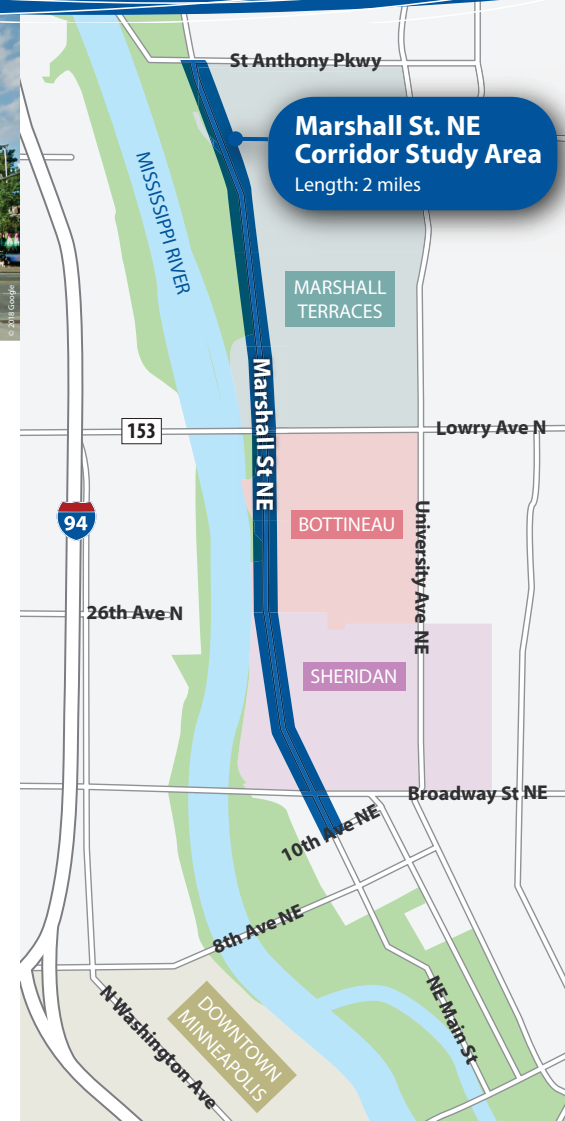 St Anthony Pkwy
Marshall St. NE
Corridor Study Area
Length: 2 miles
MISSISSIPPI RIVER
© 2018 Google
MARSHALL
TERRACES
Marshall St NE
153
Lowry Ave N
94
BOTTINEAU
University Ave NE
26th Ave N
SHERIDAN
Broadway St NE
10th Ave NE
8th Ave NE
NE Main St
N Washington Ave
DOWNTOWN
MINNEAPOLIS